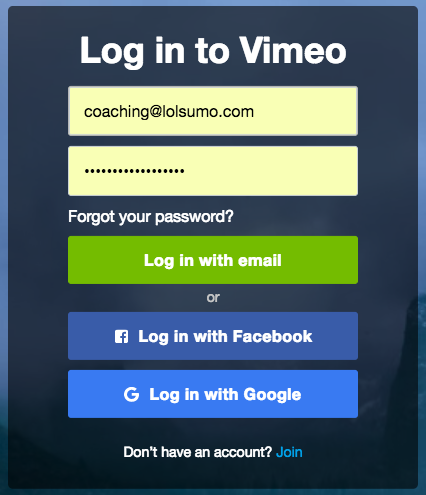 Log in to Vimeo
coaching@lolsumo.com
••••••••••••••••••
Forgot your password?
Log in with email
or
Log in with Facebook
Log in with Google
Don't have an account? Join